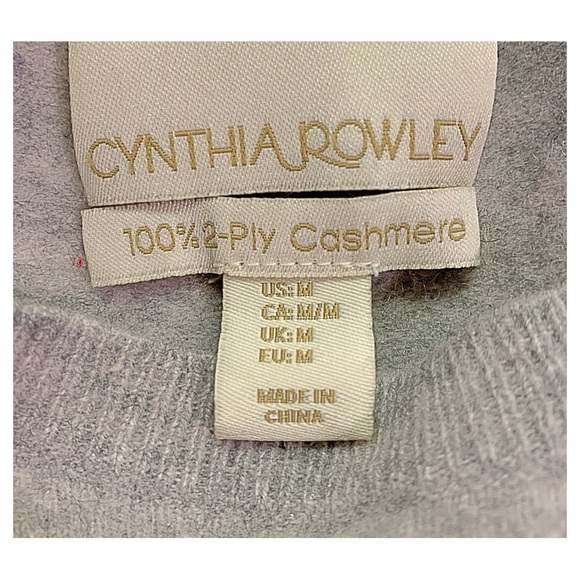 CYNTHIA ROWLEY
100% 2-Ply Cashmere
US: M
CA: M/M
UK: M
EU: M
MADE IN
CHINA